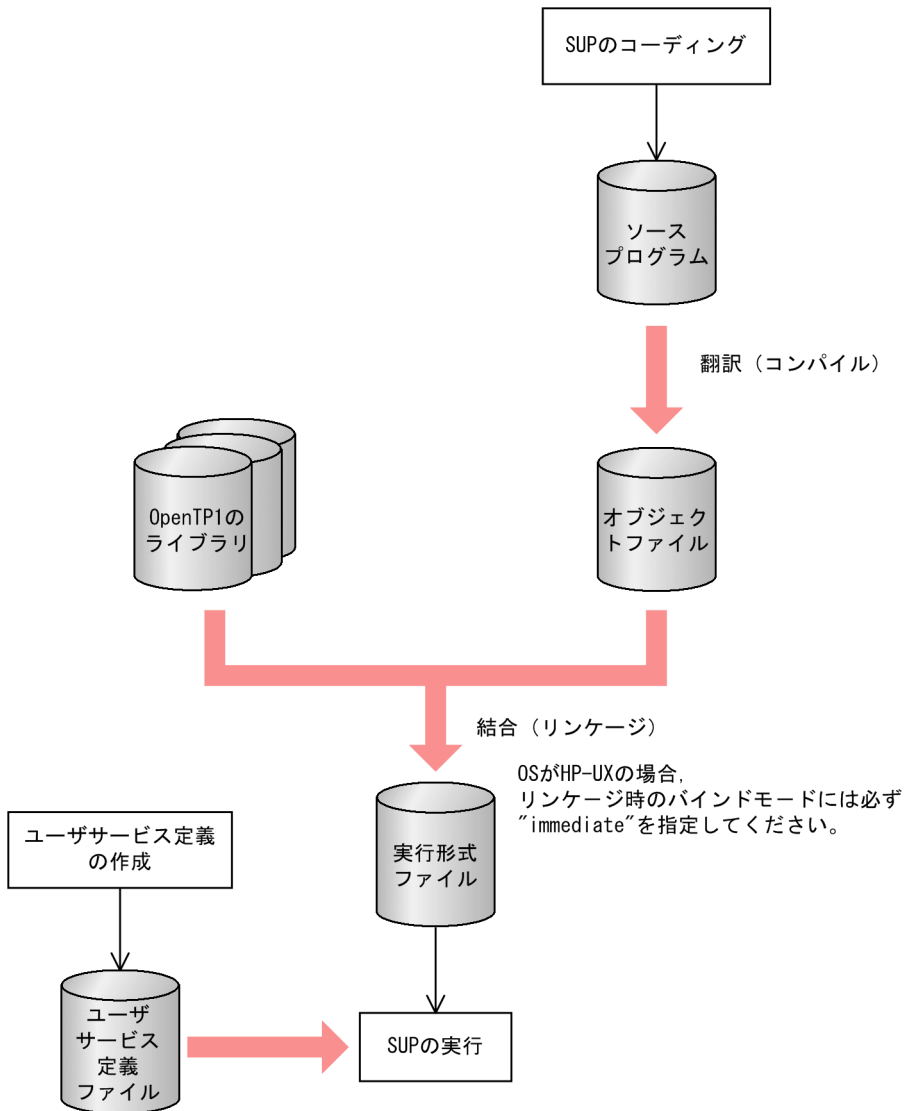 SUPのコーディング
ソース
プログラム
翻訳（コンパイル）
OpenTP1の
ライブラリ
オブジェク
トファイル
結合（リンケージ）
OSがHP-UXの場合,
リンケージ時のバインドモードには必ず
"immediate"を指定してください。
実行形式
ファイル
ユーザサービス定義
の作成
ユーザ
サービス
定義
ファイル
SUPの実行